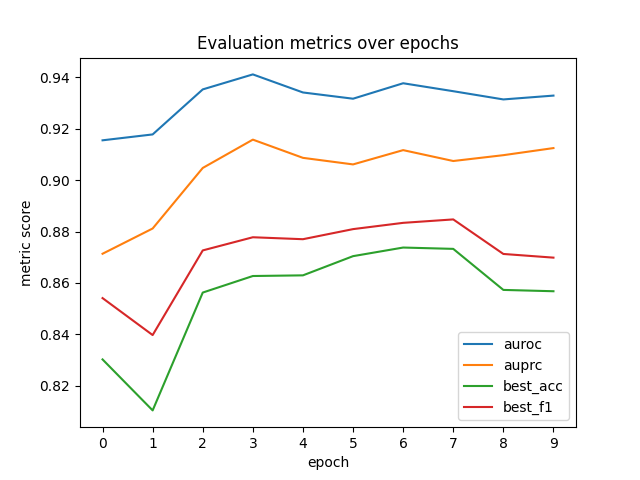 Evaluation metrics over epochs
metric score
0.94
0.92
0.90
0.88
0.86
0.84
0.82
auroc
auprc
best_acc
best_f1
0 1 2 3 4 5 6 7 8 9
epoch